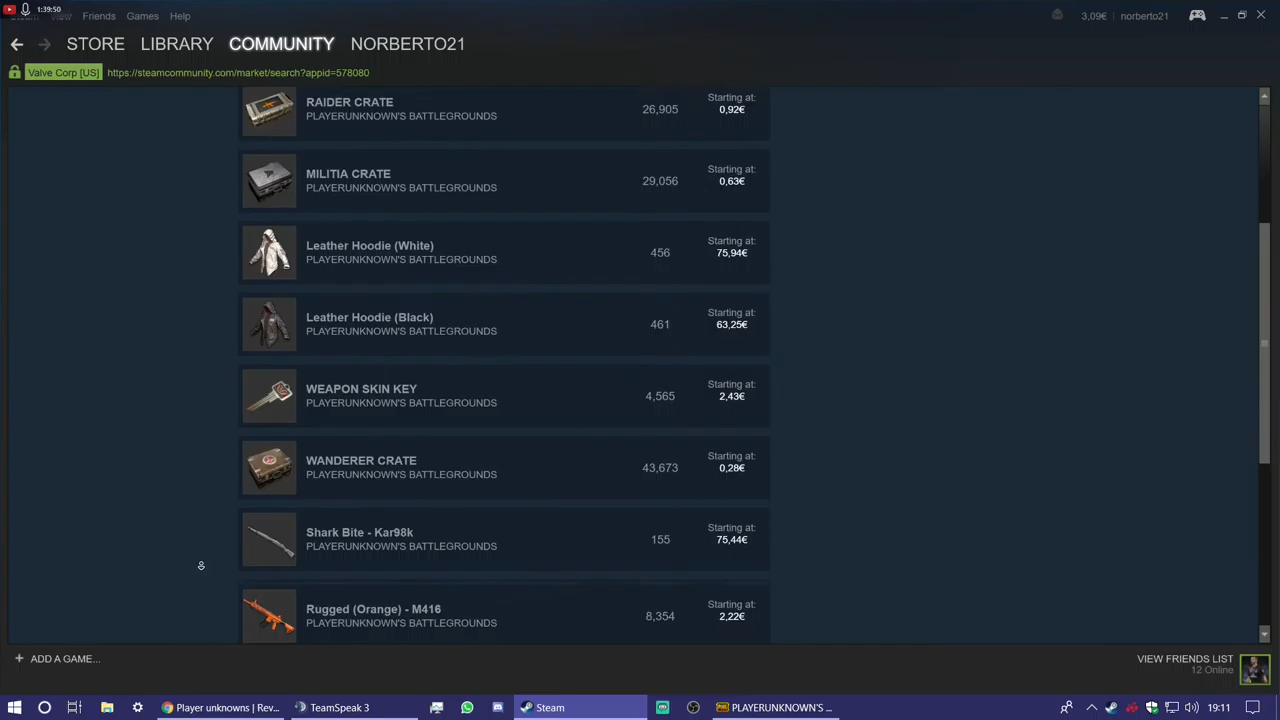 1:39:50
View Friends Games Help 3,09€ norberto21
STORE LIBRARY COMMUNITY NORBERTO21
Valve Corp [US] https://steamcommunity.com/market/search?appid=578080
RAIDER CRATE
PLAYERUNKNOWN'S BATTLEGROUNDS
26,905
Starting at:
0,92€
MILITIA CRATE
PLAYERUNKNOWN'S BATTLEGROUNDS
29,056
Starting at:
0,63€
Leather Hoodie (White)
PLAYERUNKNOWN'S BATTLEGROUNDS
456
Starting at:
75,94€
Leather Hoodie (Black)
PLAYERUNKNOWN'S BATTLEGROUNDS
461
Starting at:
63,25€
WEAPON SKIN KEY
PLAYERUNKNOWN'S BATTLEGROUNDS
4,565
Starting at:
2,43€
WANDERER CRATE
PLAYERUNKNOWN'S BATTLEGROUNDS
43,673
Starting at:
0,28€
Shark Bite - Kar98k
PLAYERUNKNOWN'S BATTLEGROUNDS
155
Starting at:
75,44€
Rugged (Orange) - M416
PLAYERUNKNOWN'S BATTLEGROUNDS
8,354
Starting at:
2,22€
+ ADD A GAME...
VIEW FRIENDS LIST
12 Online
Player unknowns | Rev... TeamSpeak 3 Steam PLAYERUNKNOWN'S ... 19:11